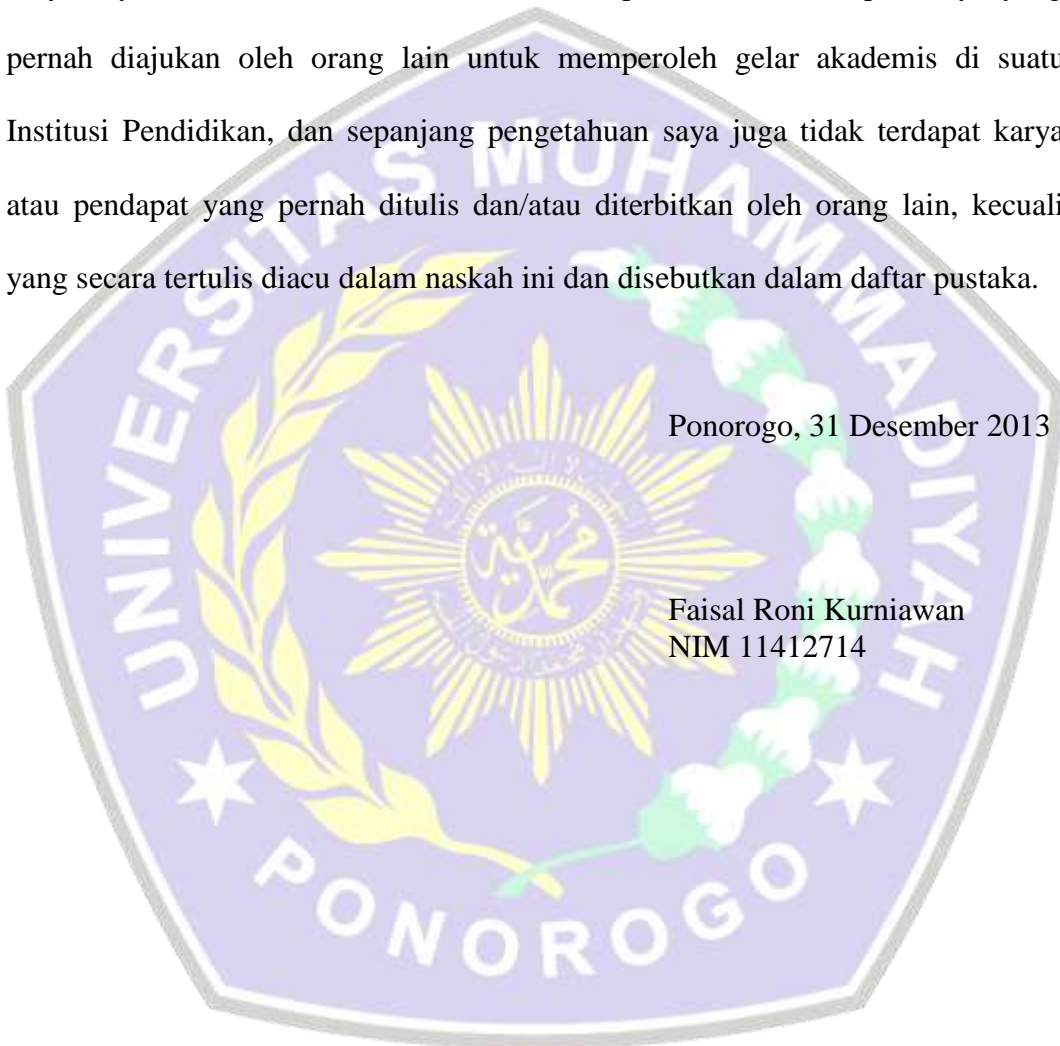 pernah diajukan oleh orang lain untuk memperoleh gelar akademis di suatu
Institusi Pendidikan, dan sepanjang pengetahuan saya juga tidak terdapat karya
atau pendapat yang pernah ditulis dan/atau diterbitkan oleh orang lain, kecuali
yang secara tertulis diacu dalam naskah ini dan disebutkan dalam daftar pustaka.
Ponorogo, 31 Desember 2013
Faisal Roni Kurniawan
NIM 11412714
UNIVERSITAS MUHAMMADIYAH
PONOROGO
محمدية